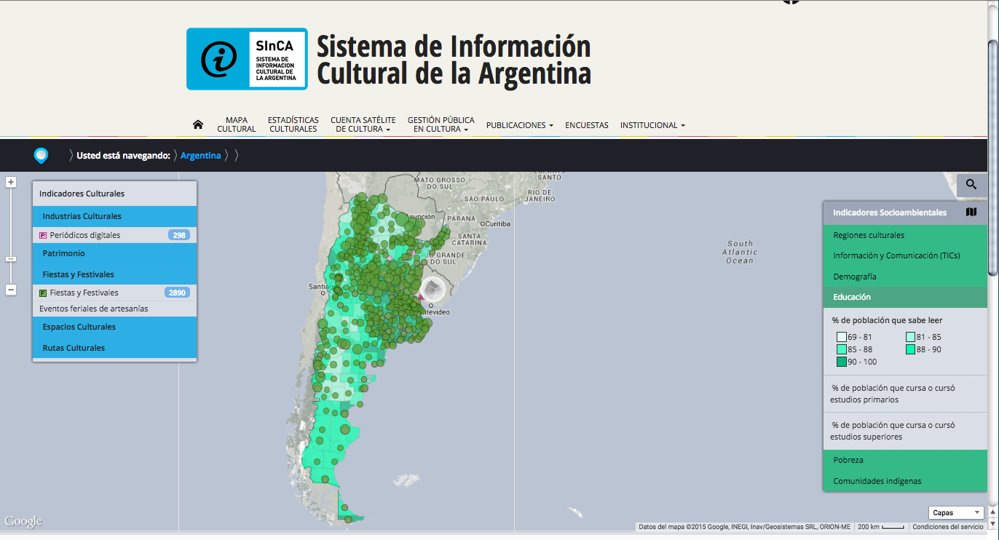 SInCA
SISTEMA DE
INFORMACION
CULTURAL DE
LA ARGENTINA
Sistema de Información
Cultural de la Argentina
MAPA
CULTURAL
ESTADÍSTICAS
CULTURALES
CUENTA SATÉLITE
DE CULTURA
GESTIÓN PÚBLICA
EN CULTURA
PUBLICACIONES
ENCUESTAS
INSTITUCIONAL
〉Usted está navegando: 〉Argentina 〉 〉
+
−
Indicadores Culturales
Industrias Culturales
P Periódicos digitales 298
Patrimonio
Fiestas y Festivales
F Fiestas y Festivales 2890
Eventos feriales de artesanías
Espacios Culturales
Rutas Culturales
MATO GROSSO
DO SUL
SANTO
SÃO PAULO
RIO DE
JANEIRO
PARANÁ
Curitiba
SANTA
CATARINA
RIO GRANDE
DO SUL
South
Atlantic
Ocean
Indicadores Socioambientales
Regiones culturales
Información y Comunicación (TICs)
Demografía
Educación
% de población que sabe leer
69 - 81
81 - 85
85 - 88
88 - 90
90 - 100
% de población que cursa o cursó
estudios primarios
% de población que cursa o cursó
estudios superiores
Pobreza
Comunidades indígenas
Capas
Google
Datos del mapa ©2015 Google, INEGI, Inav/Geosistemas SRL, ORION-ME
200 km
Condiciones del servicio